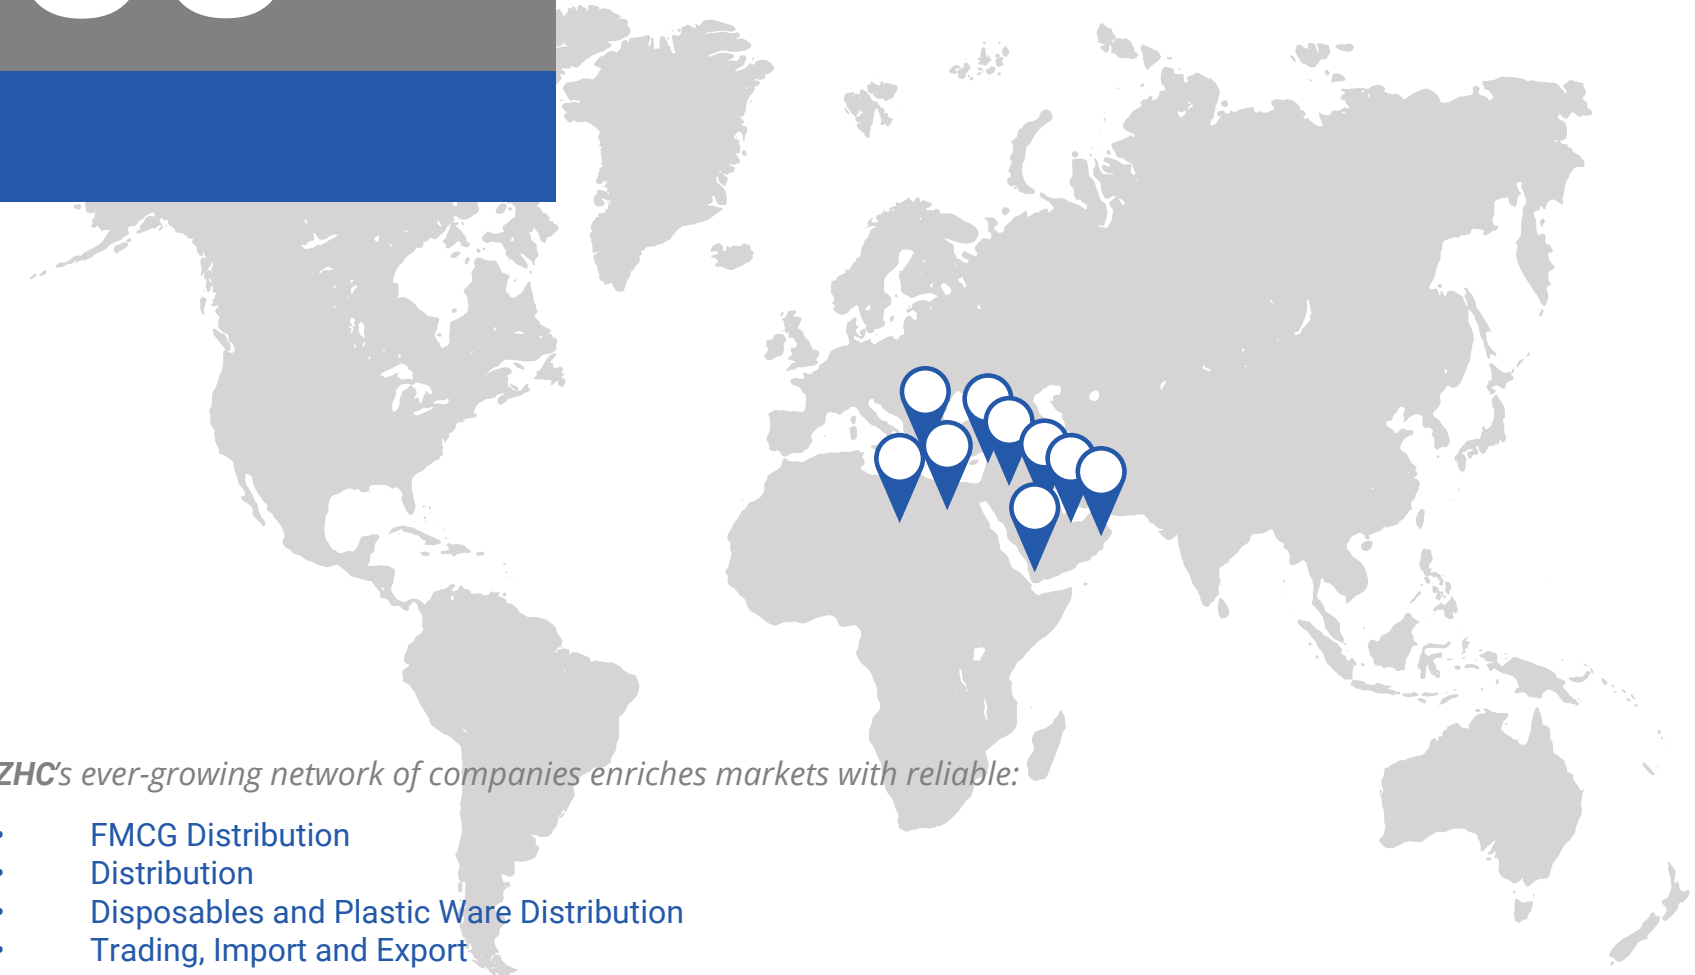 ZHC's ever-growing network of companies enriches markets with reliable:
• FMCG Distribution
• Distribution
• Disposables and Plastic Ware Distribution
• Trading, Import and Export